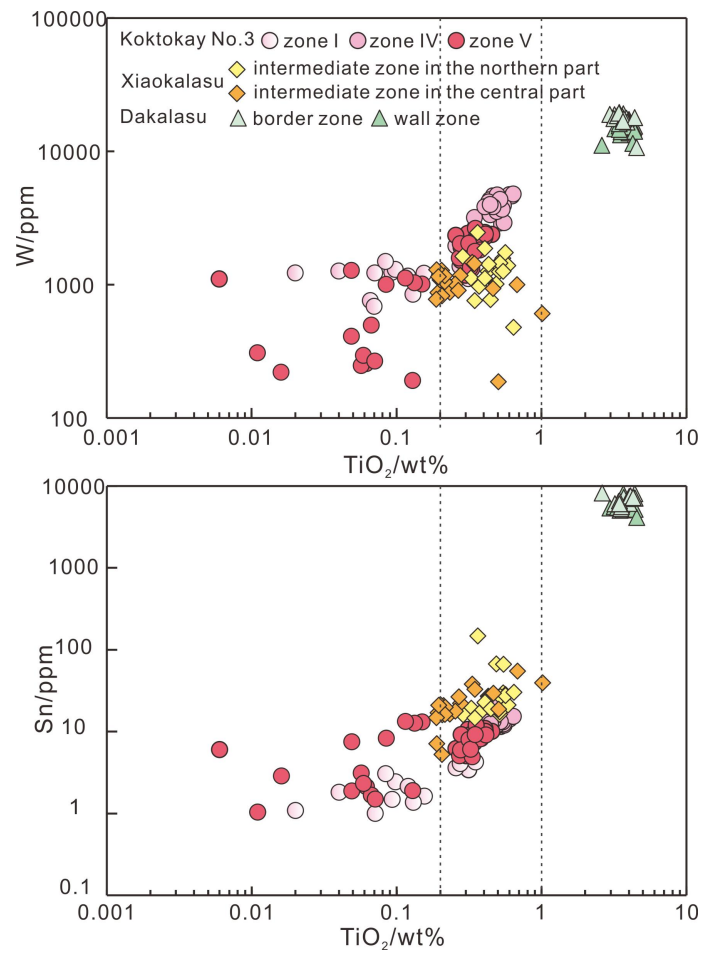 100000
Koktokay No.3 zone I zone IV zone V
Xiaokalasu intermediate zone in the northern part
intermediate zone in the central part
Dakalasu border zone wall zone
10000
W/ppm
1000
100
0.001 0.01 0.1 1 10
TiO₂/wt%
10000
1000
100
Sn/ppm
10
1
0.1
0.001 0.01 0.1 1 10
TiO₂/wt%